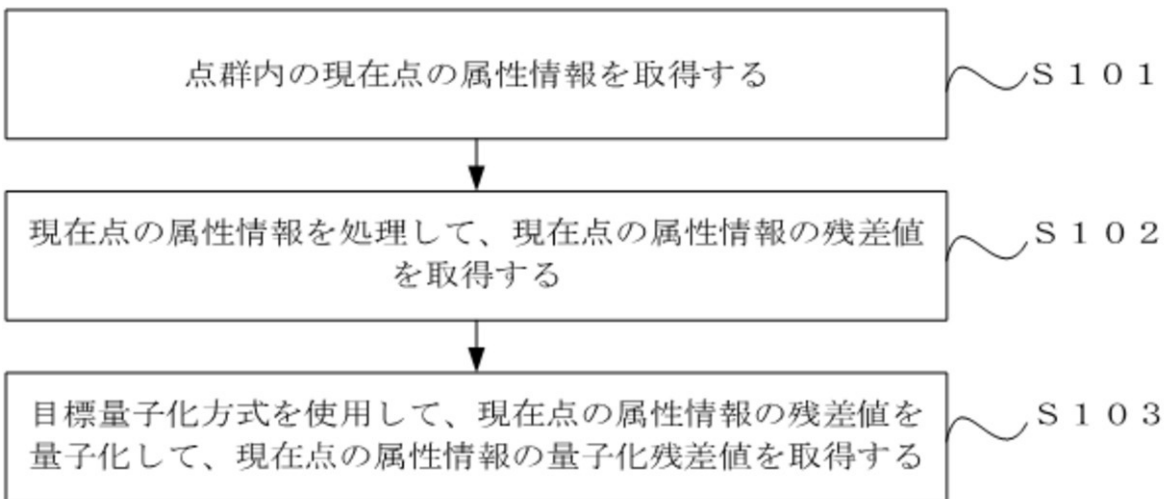 点群内の現在点の属性情報を取得する
Ｓ１０１
現在点の属性情報を処理して、現在点の属性情報の残差値
を取得する
Ｓ１０２
目標量子化方式を使用して、現在点の属性情報の残差値を
量子化して、現在点の属性情報の量子化残差値を取得する
Ｓ１０３